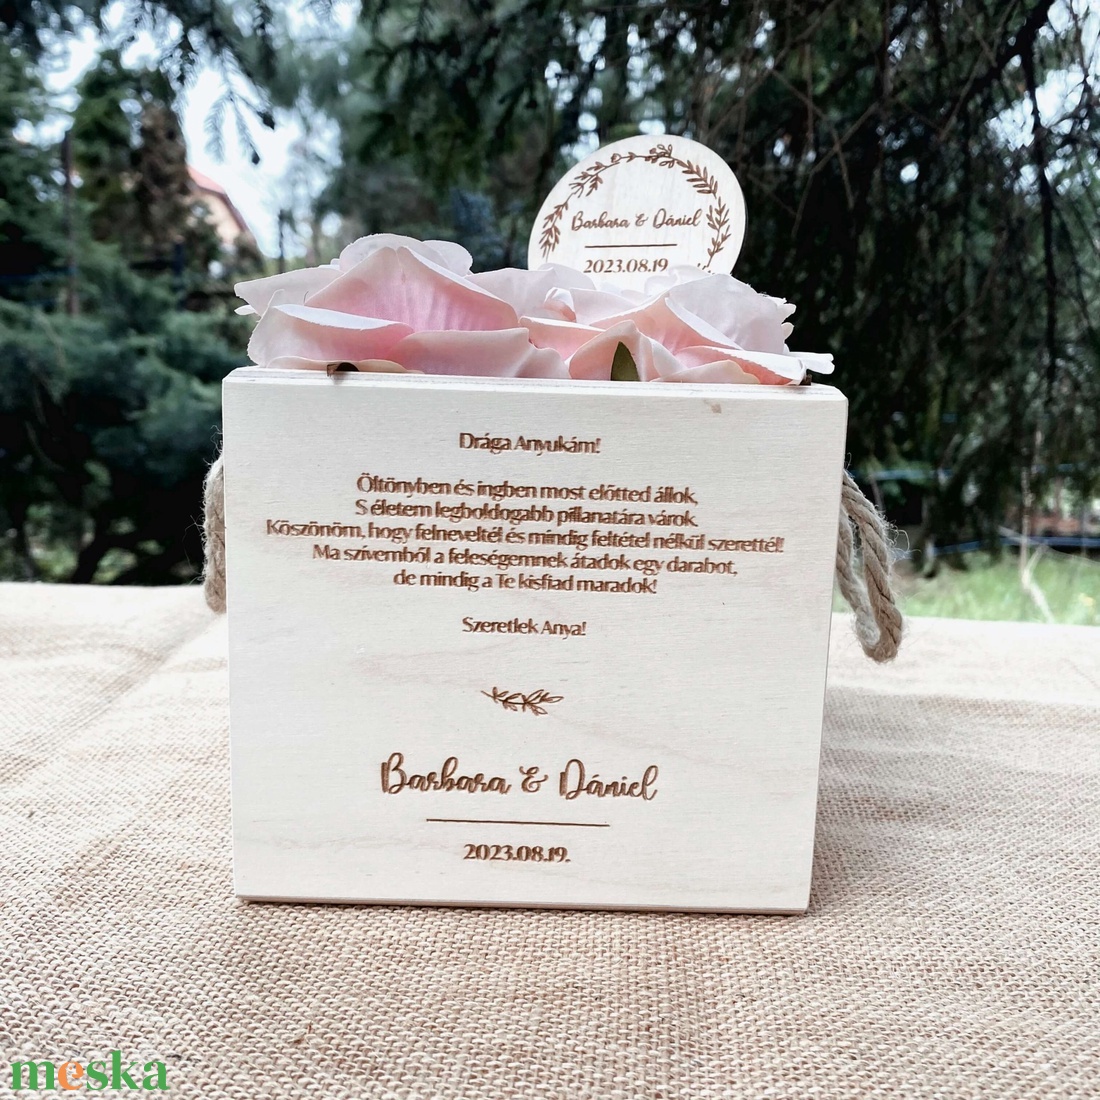 Barbara & Dániel
2023.08.19.
Drága Anyukám!
Öltönyben és ingben most előtted állok,
S életem legboldogabb pillanatára várok.
Köszönöm, hogy felneveltél és mindig feltétel nélkül szerettél!
Ma szívemből a feleségemnek átadok egy darabot,
de mindig a Te kisfiad maradok!
Szeretlek Anya!
Barbara & Dániel
2023.08.19.
meska